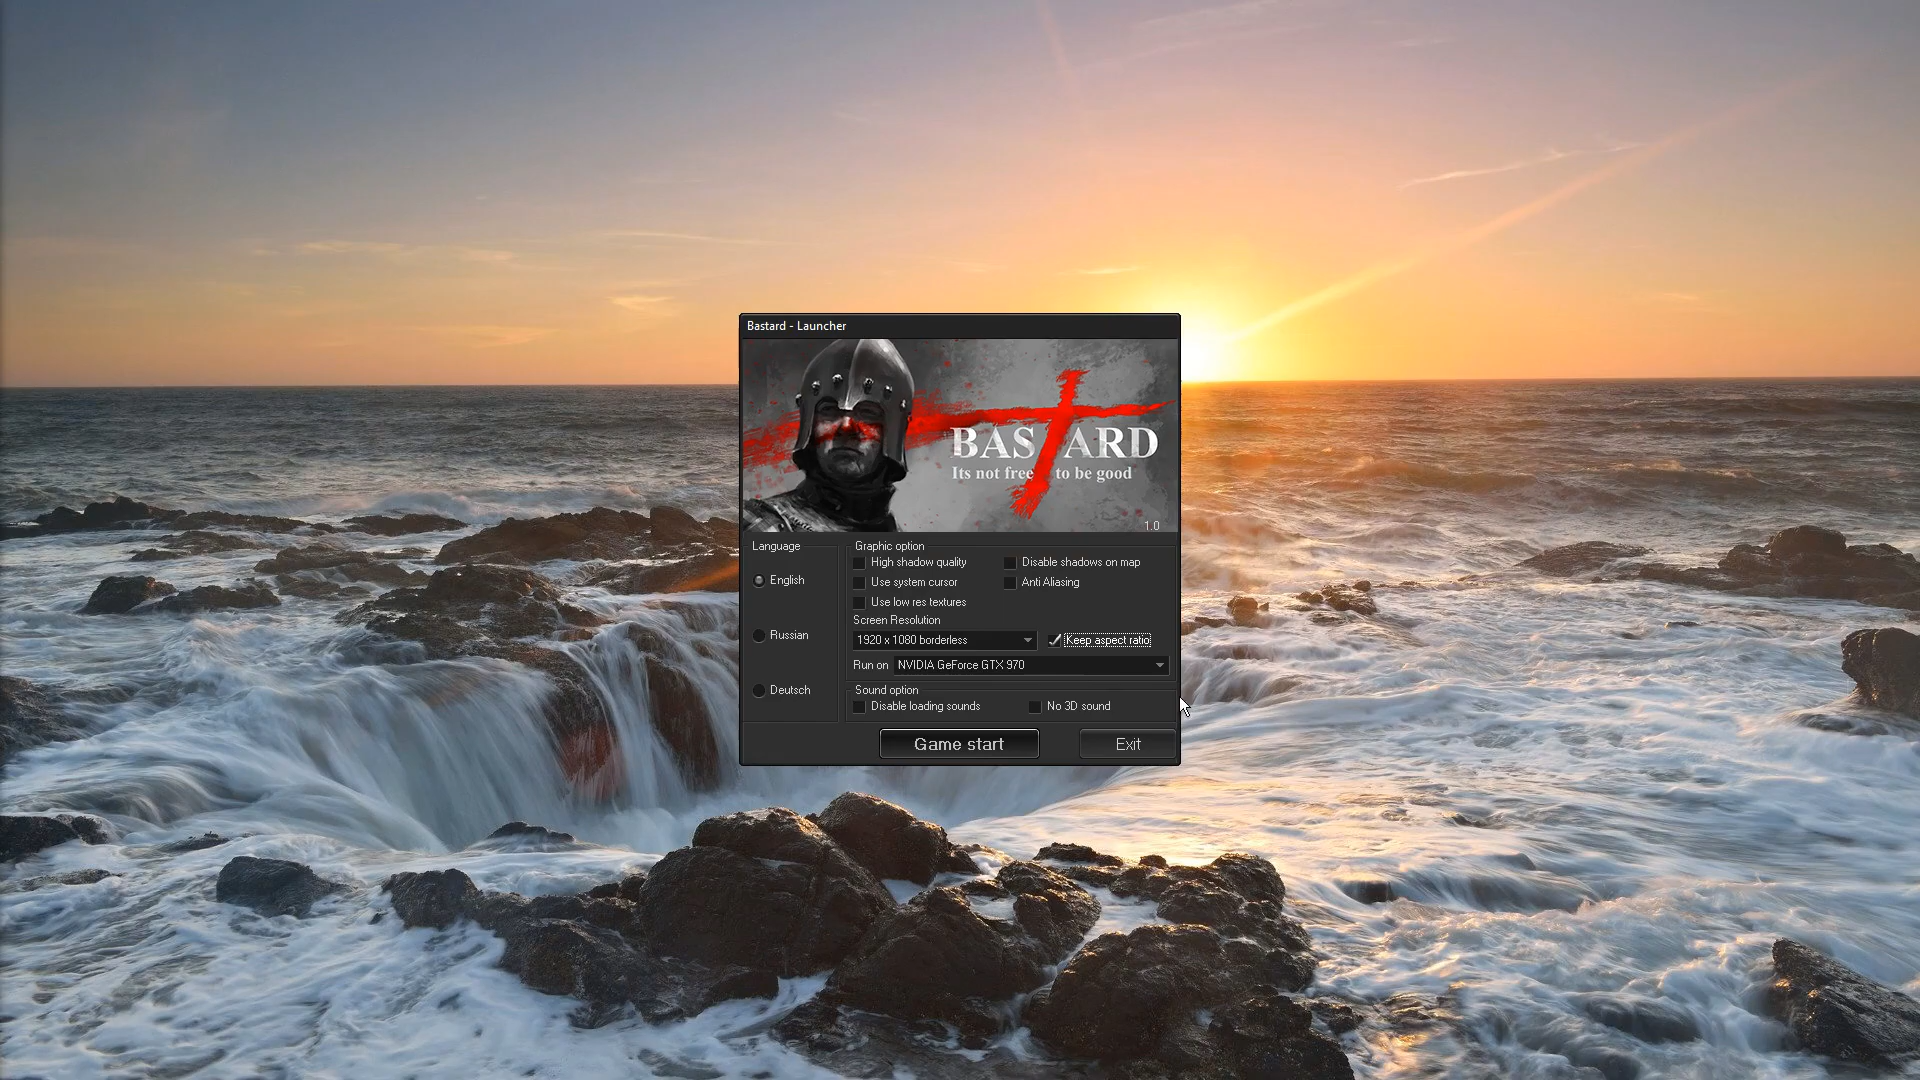 Bastard - Launcher
BASTARD
Its not free to be good
1.0
Language
English
Russian
Deutsch
Graphic option
High shadow quality
Disable shadows on map
Use system cursor
Anti Aliasing
Use low res textures
Screen Resolution
1920 x 1080 borderless
Keep aspect ratio
Run on NVIDIA GeForce GTX 970
Sound option
Disable loading sounds
No 3D sound
Game start
Exit